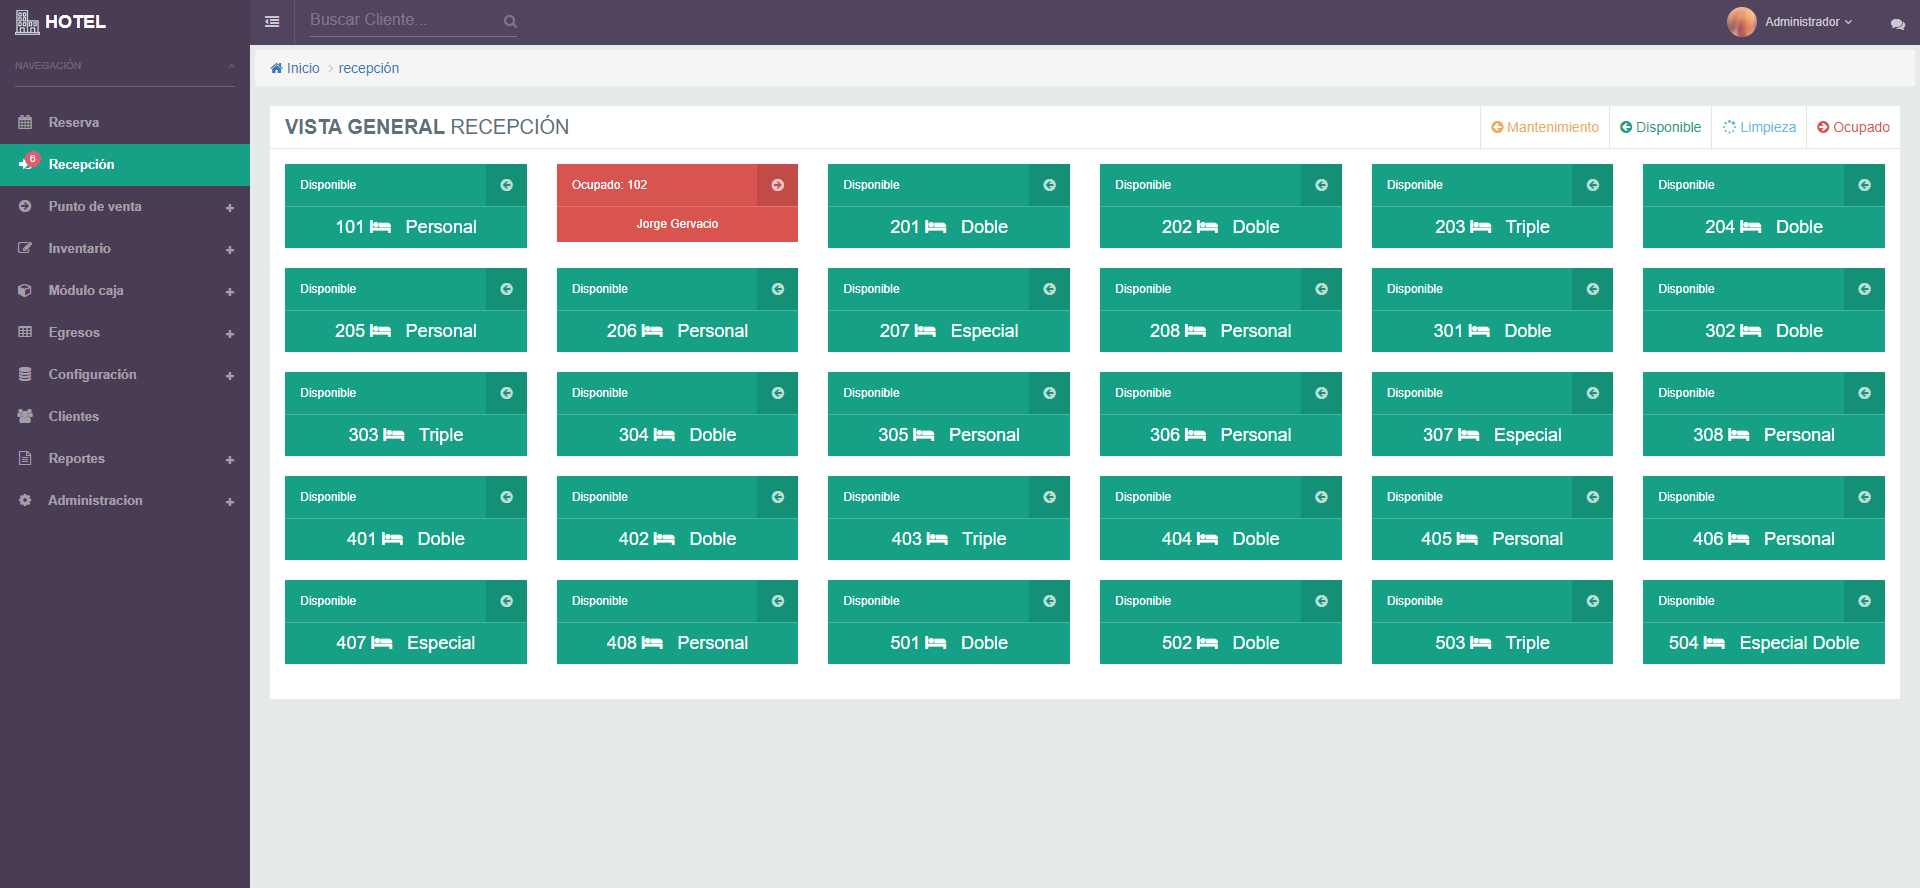 HOTEL
Buscar Cliente...
Administrador
NAVEGACIÓN
Inicio > recepción
Reserva
6
Recepción
Punto de venta
Inventario
Módulo caja
Egresos
Configuración
Clientes
Reportes
Administracion
VISTA GENERAL RECEPCIÓN
Mantenimiento
Disponible
Limpieza
Ocupado
Disponible
101 Personal
Ocupado: 102
Jorge Gervacio
Disponible
201 Doble
Disponible
202 Doble
Disponible
203 Triple
Disponible
204 Doble
Disponible
205 Personal
Disponible
206 Personal
Disponible
207 Especial
Disponible
208 Personal
Disponible
301 Doble
Disponible
302 Doble
Disponible
303 Triple
Disponible
304 Doble
Disponible
305 Personal
Disponible
306 Personal
Disponible
307 Especial
Disponible
308 Personal
Disponible
401 Doble
Disponible
402 Doble
Disponible
403 Triple
Disponible
404 Doble
Disponible
405 Personal
Disponible
406 Personal
Disponible
407 Especial
Disponible
408 Personal
Disponible
501 Doble
Disponible
502 Doble
Disponible
503 Triple
Disponible
504 Especial Doble